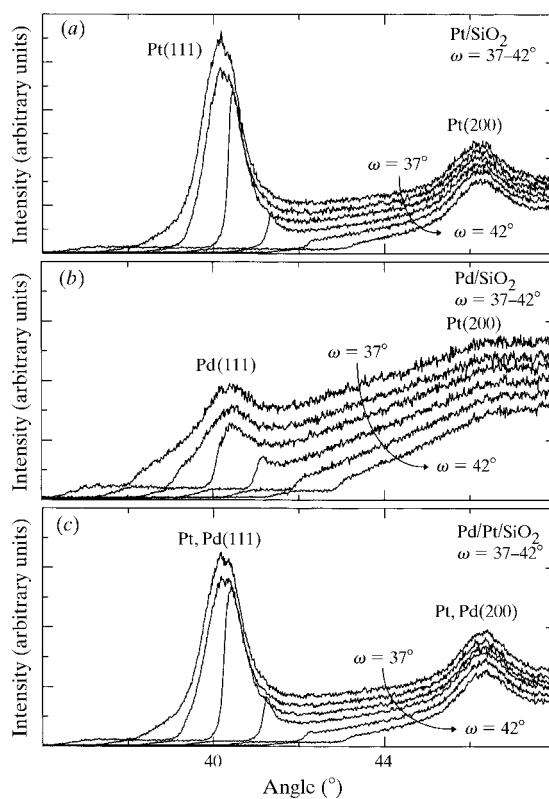 (a)
Pt/SiO₂
ω = 37–42°
Pt(111)
Pt(200)
ω = 37°
ω = 42°
Intensity (arbitrary units)
(b)
Pd/SiO₂
ω = 37–42°
Pt(200)
Pd(111)
ω = 37°
ω = 42°
Intensity (arbitrary units)
(c)
Pd/Pt/SiO₂
ω = 37–42°
Pt, Pd(111)
Pt, Pd(200)
ω = 37°
ω = 42°
Intensity (arbitrary units)
40 44
Angle (°)